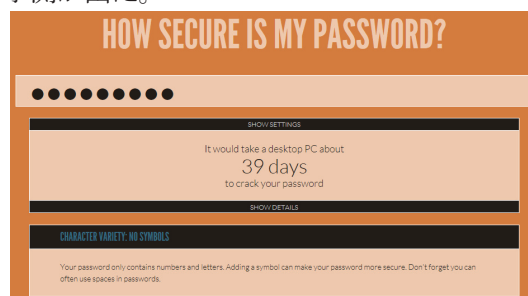 HOW SECURE IS MY PASSWORD?
SHOW SETTINGS
It would take a desktop PC about
39 days
to crack your password
SHOW DETAILS
CHARACTER VARIETY: NO SYMBOLS
Your password only contains numbers and letters. Adding a symbol can make your password more secure. Don't forget you can
often use spaces in passwords.